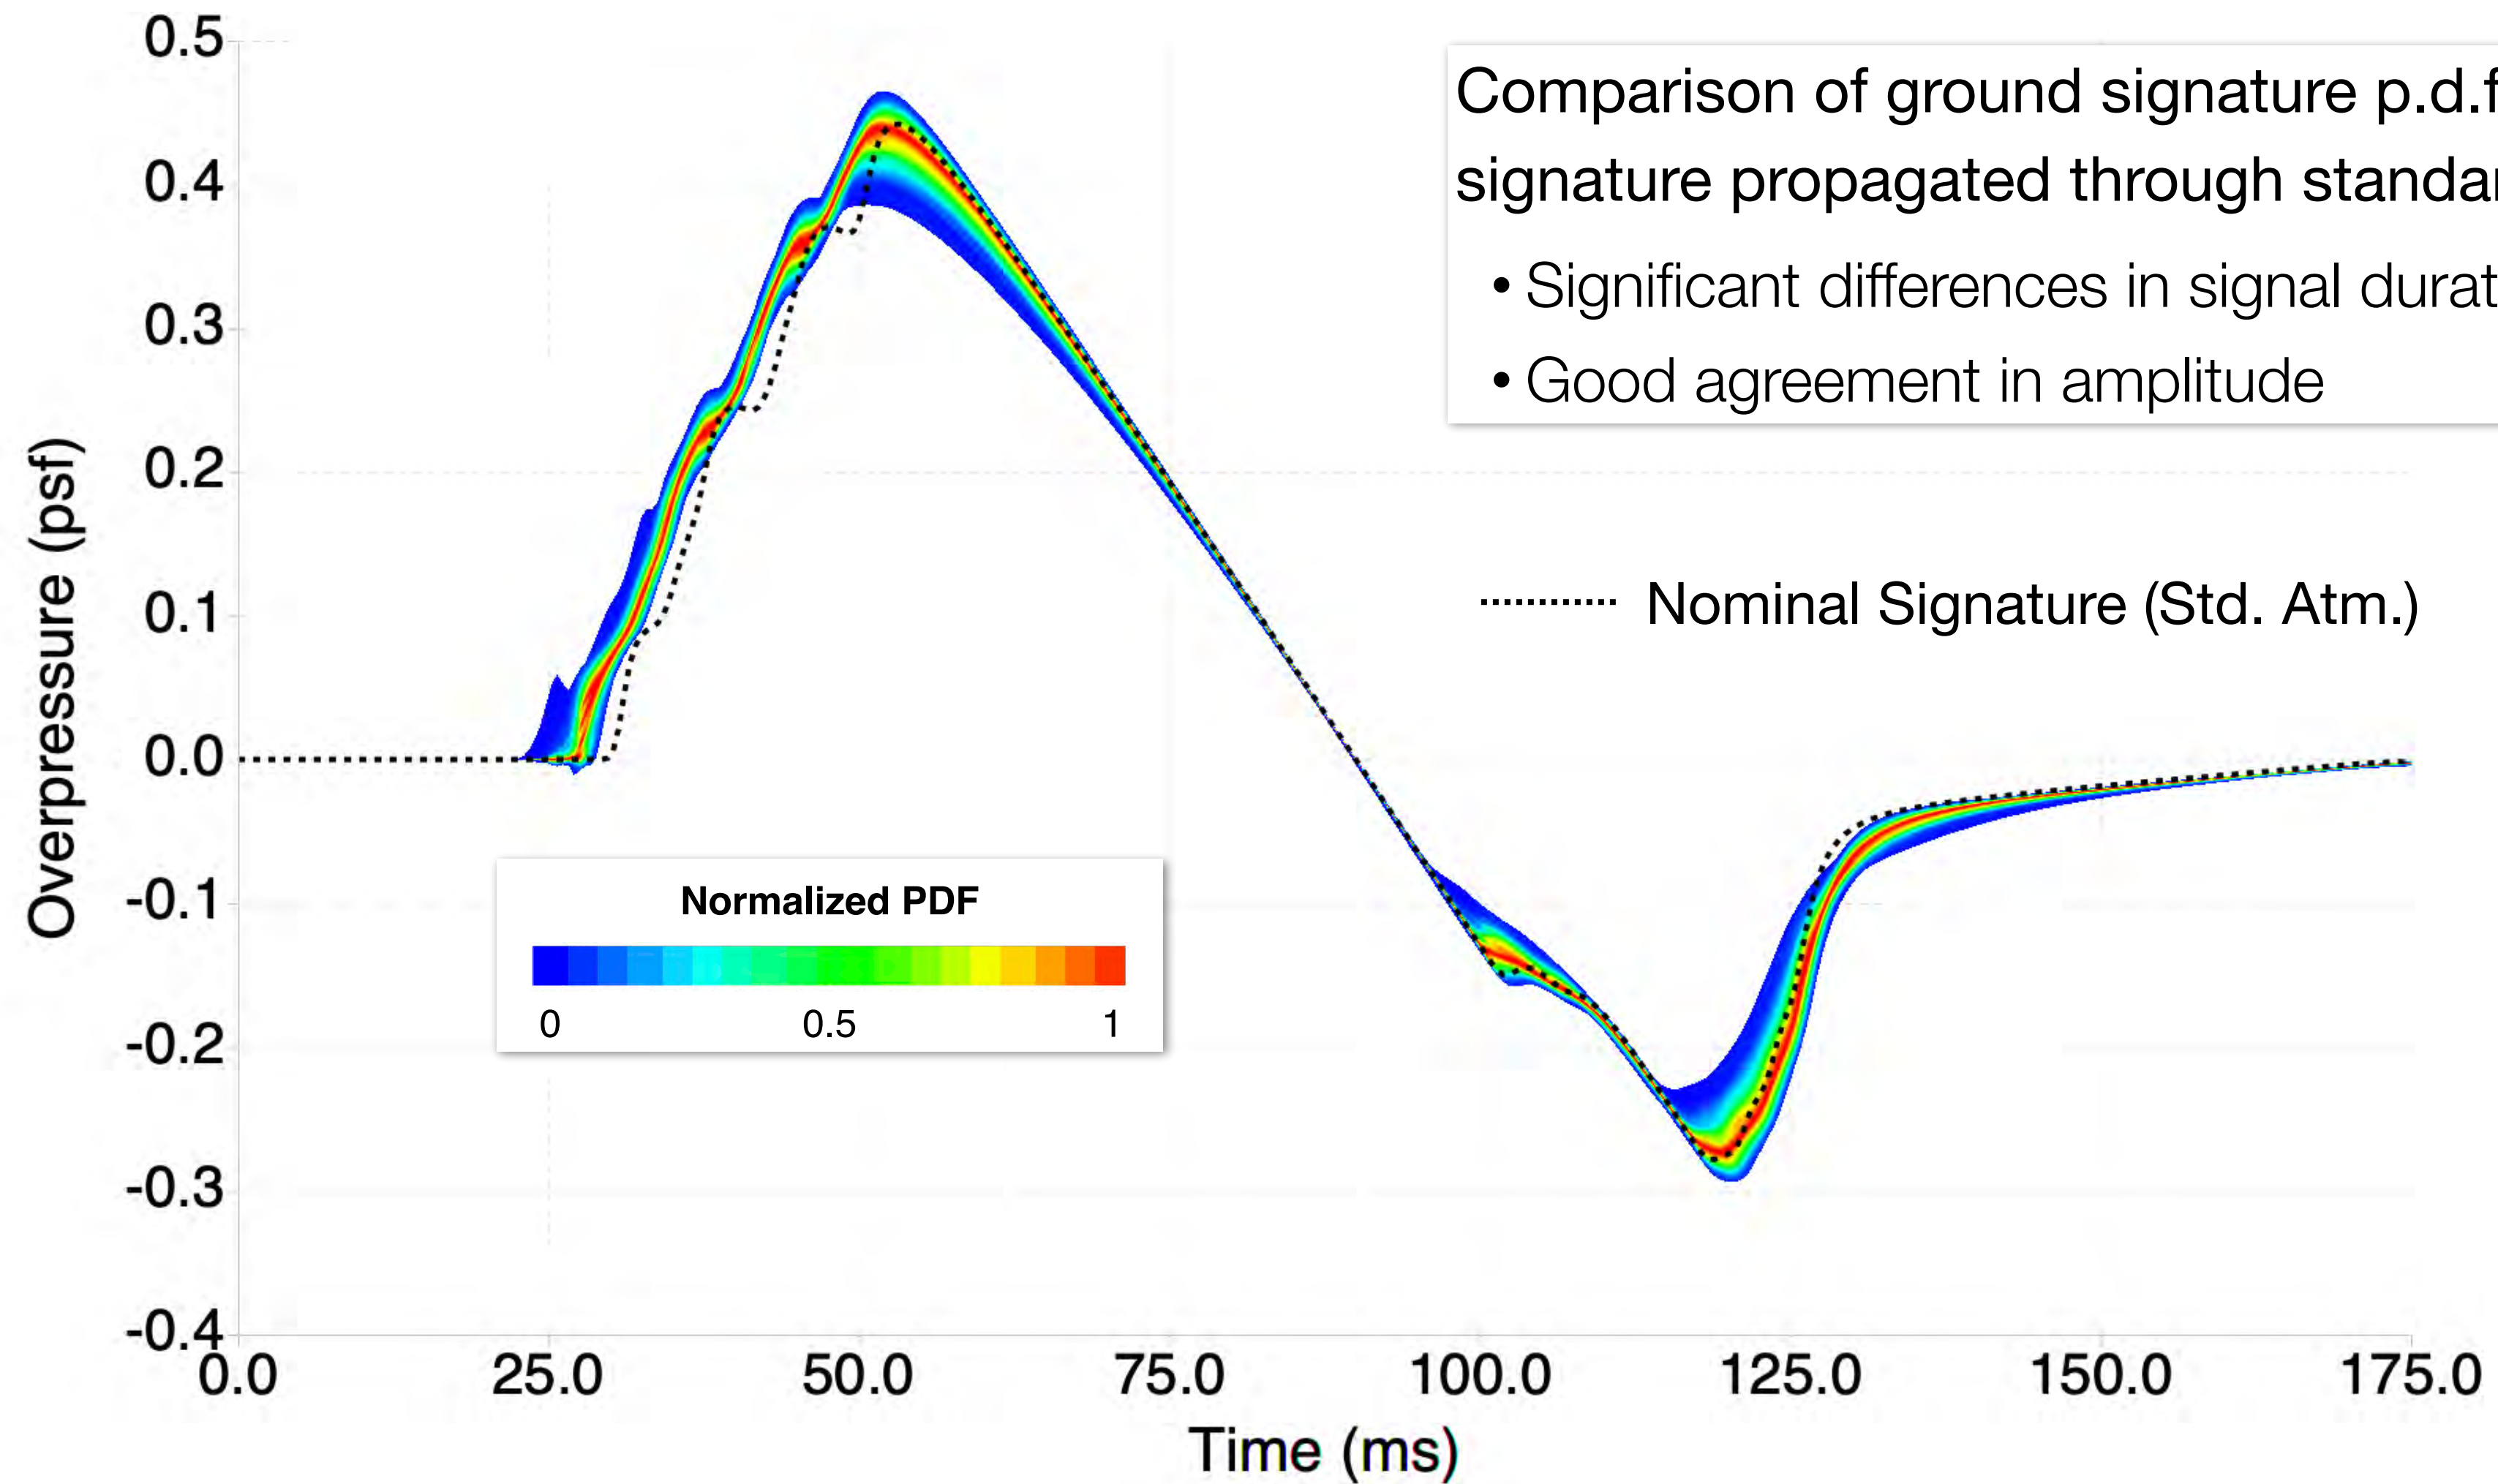 0.5
0.4
0.3
0.2
0.1
0.0
-0.1
-0.2
-0.3
-0.4
Overpressure (psf)
0.0 25.0 50.0 75.0 100.0 125.0 150.0 175.0
Time (ms)
Comparison of ground signature p.d.f
signature propagated through standar
• Significant differences in signal durat
• Good agreement in amplitude
Nominal Signature (Std. Atm.)
Normalized PDF
0 0.5 1